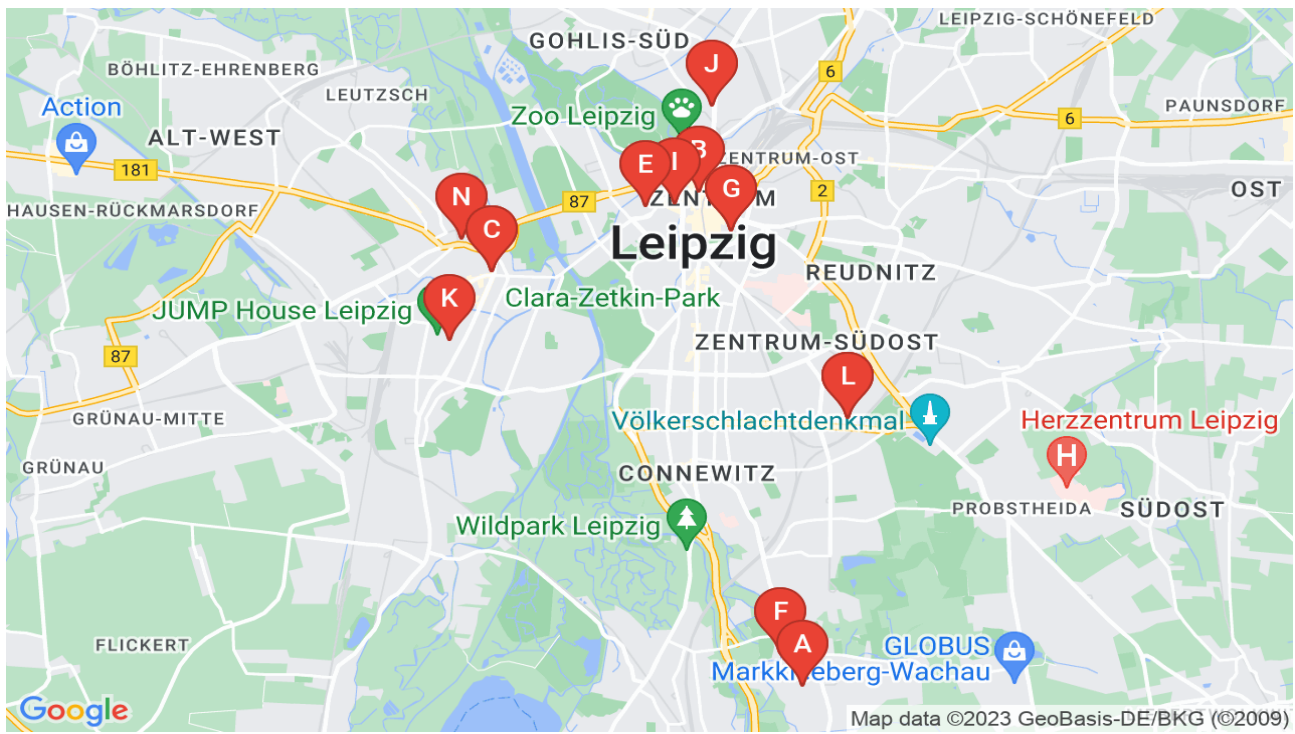 LEIPZIG-SCHÖNEFELD
GOHLIS-SÜD
BÖHLITZ-EHRENBERG
J
6
LEUTZSCH
Action
Zoo Leipzig
PAUNSDORF
6
ALT-WEST
B
ZENTRUM-OST
E
I
181
2
G
OST
N
87
HAUSEN-RÜCKMARSDORF
C
Leipzig
REUDNITZ
K
Clara-Zetkin-Park
JUMP House Leipzig
ZENTRUM-SÜDOST
87
L
GRÜNAU-MITTE
Völkerschlachtdenkmal
Herzzentrum Leipzig
H
GRÜNAU
CONNEWITZ
PROBSTHEIDA
SÜDOST
Wildpark Leipzig
F
FLICKERT
A
GLOBUS
Markkleeberg-Wachau
Google
Map data ©2023 GeoBasis-DE/BKG (©2009)